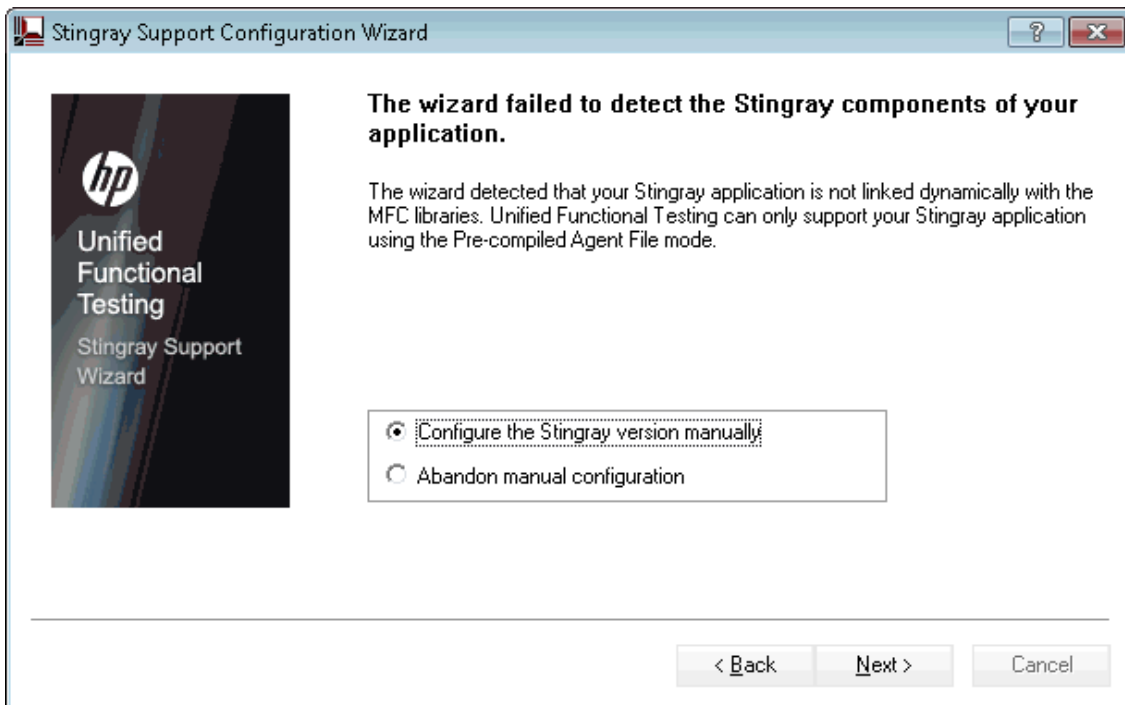 Stingray Support Configuration Wizard
?
hp
Unified
Functional
Testing
Stingray Support
Wizard
The wizard failed to detect the Stingray components of your
application.
The wizard detected that your Stingray application is not linked dynamically with the
MFC libraries. Unified Functional Testing can only support your Stingray application
using the Pre-compiled Agent File mode.
Configure the Stingray version manually
Abandon manual configuration
< Back
Next >
Cancel